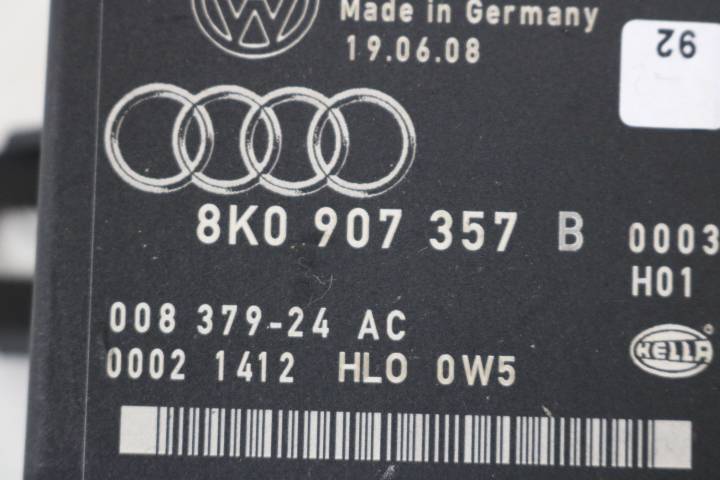 Made in Germany
19.06.08
92
8K0 907 357 B 0003
H01
008 379-24 AC
0002 1412 HLO 0W5
HELLA